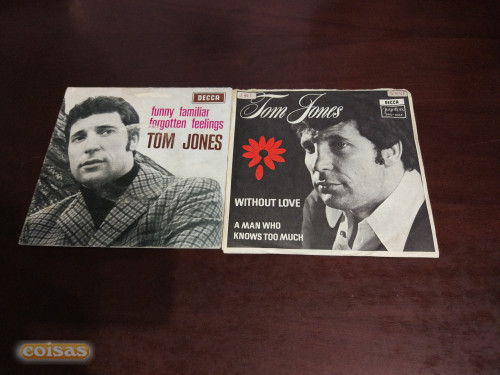 DECCA
funny familiar
forgotten feelings
TOM JONES
Tom Jones
DECCA
WITHOUT LOVE
A MAN WHO
KNOWS TOO MUCH
coisas